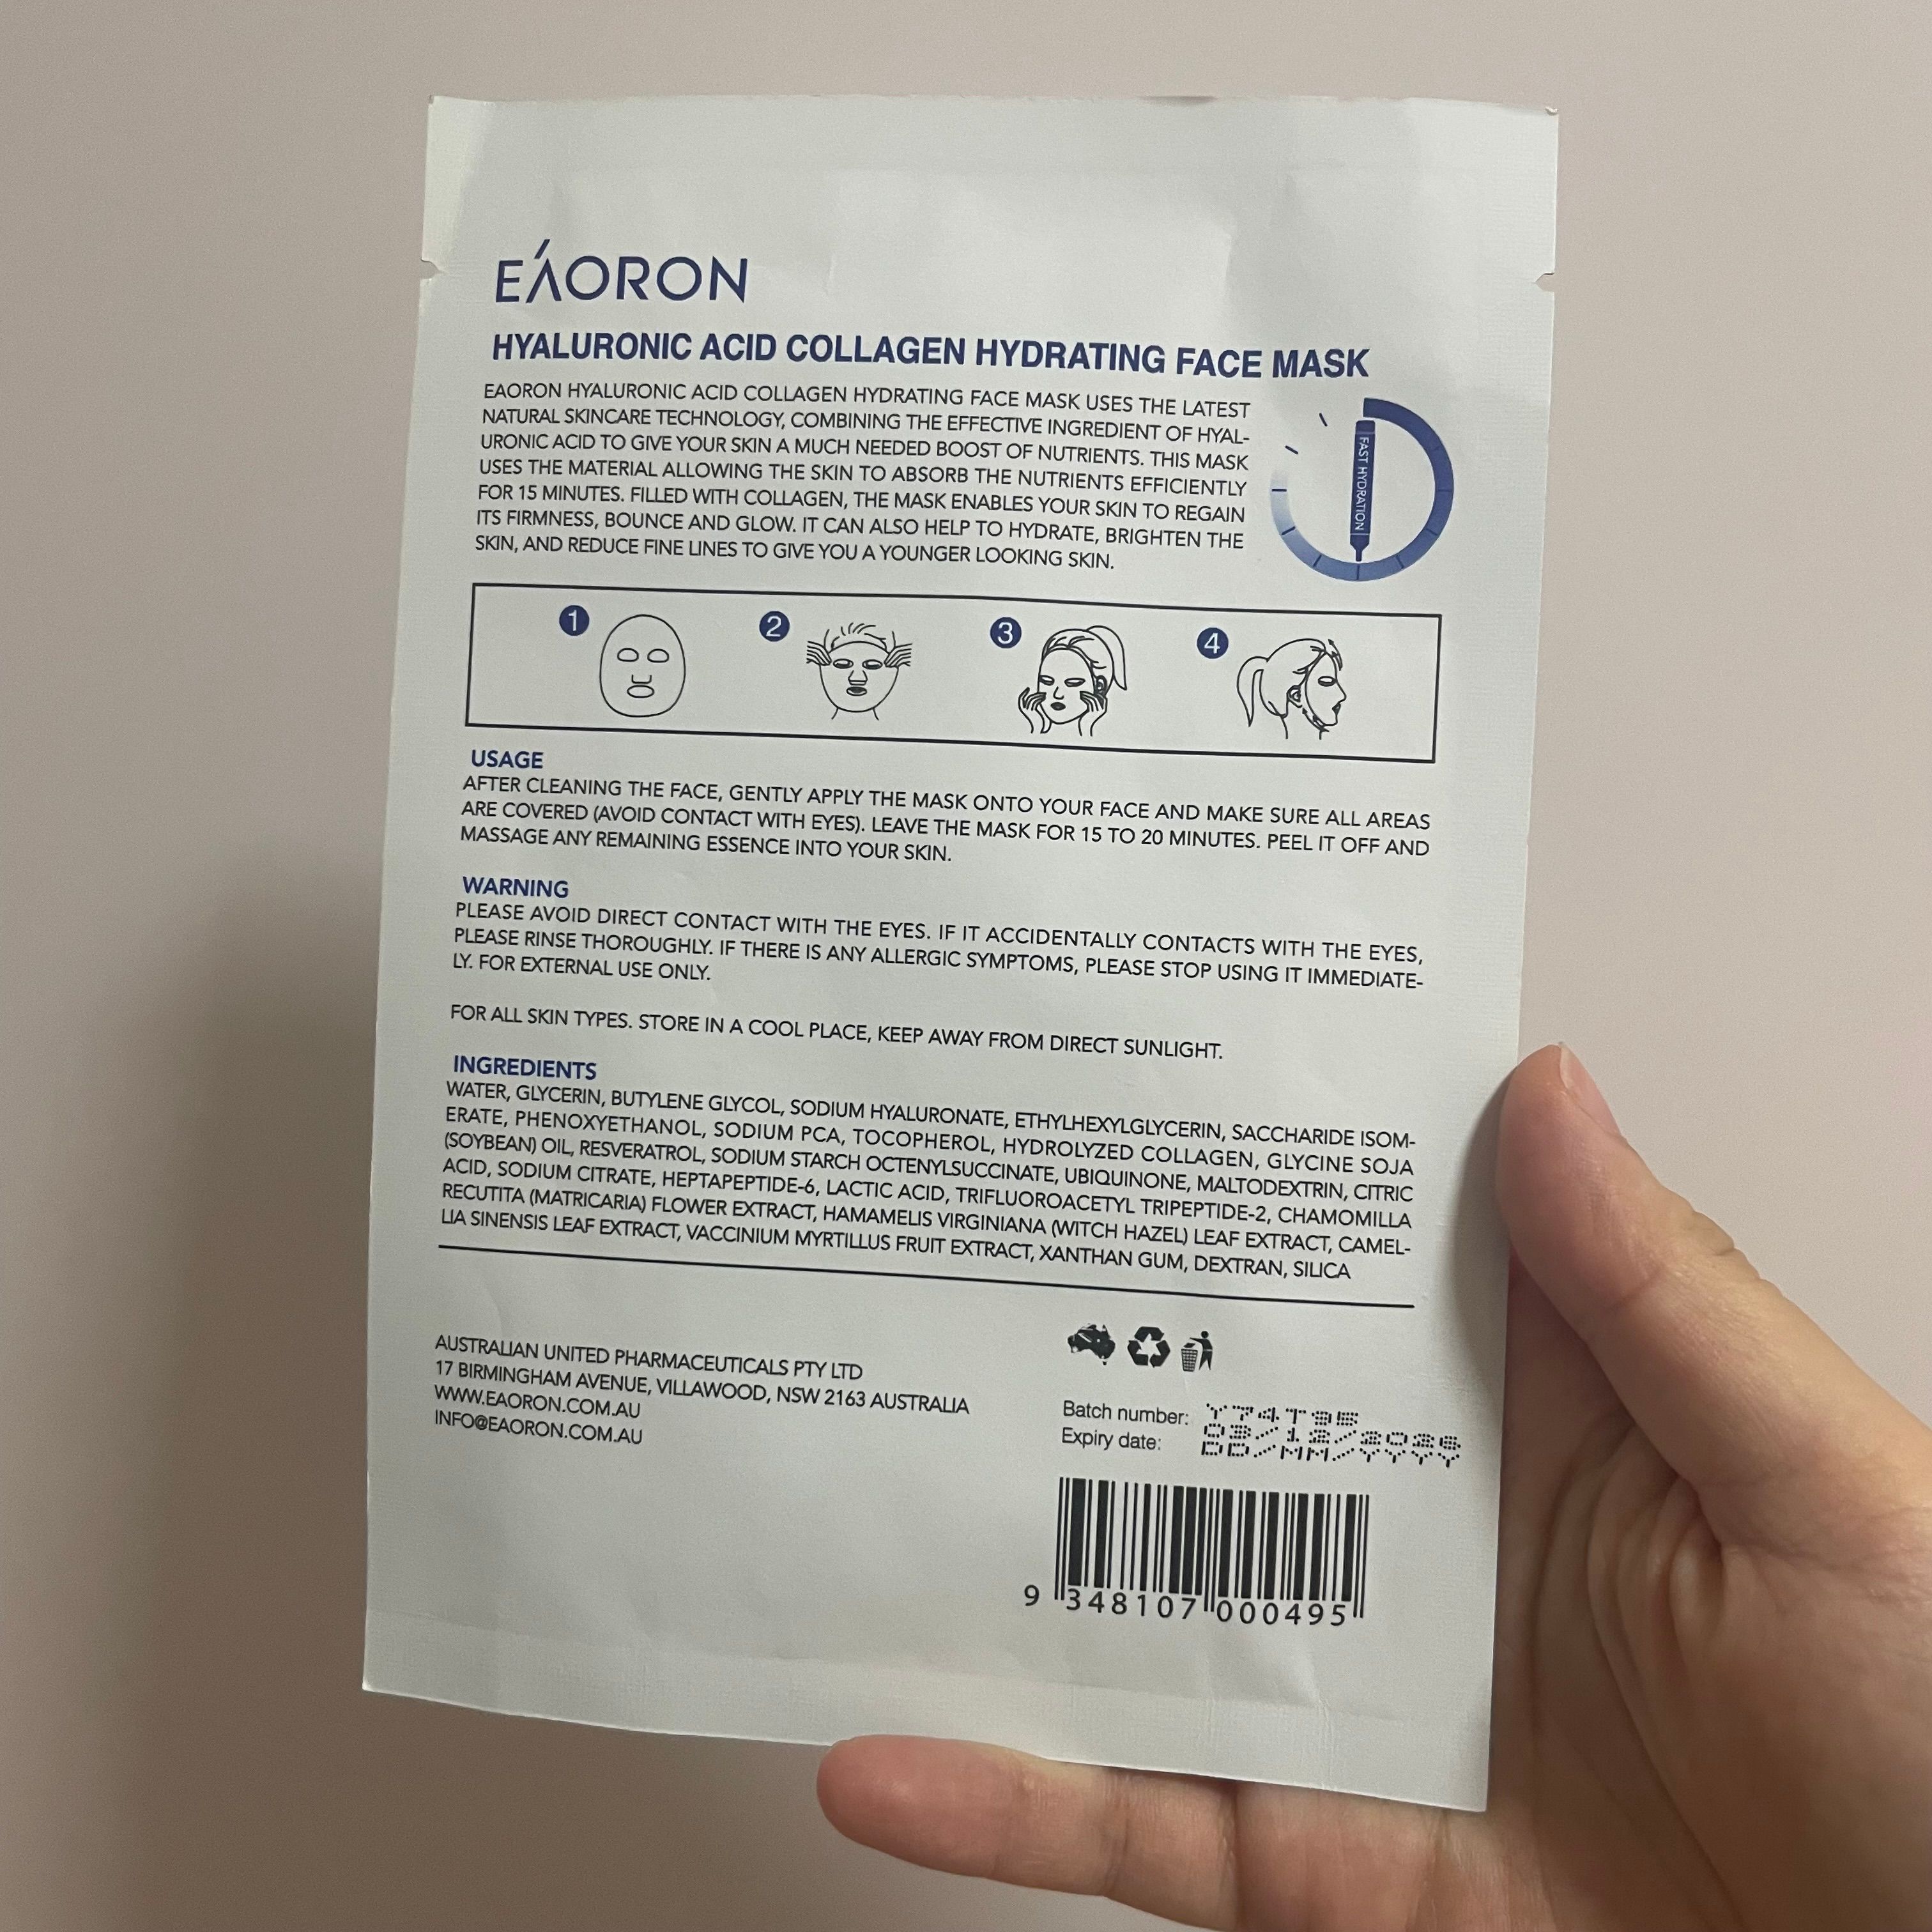 EÁORON
HYALURONIC ACID COLLAGEN HYDRATING FACE MASK
EAORON HYALURONIC ACID COLLAGEN HYDRATING FACE MASK USES THE LATEST
NATURAL SKINCARE TECHNOLOGY, COMBINING THE EFFECTIVE INGREDIENT OF HYAL-
URONIC ACID TO GIVE YOUR SKIN A MUCH NEEDED BOOST OF NUTRIENTS. THIS MASK
USES THE MATERIAL ALLOWING THE SKIN TO ABSORB THE NUTRIENTS EFFICIENTLY
FOR 15 MINUTES. FILLED WITH COLLAGEN, THE MASK ENABLES YOUR SKIN TO REGAIN
ITS FIRMNESS, BOUNCE AND GLOW. IT CAN ALSO HELP TO HYDRATE, BRIGHTEN THE
SKIN, AND REDUCE FINE LINES TO GIVE YOU A YOUNGER LOOKING SKIN.
FAST HYDRATION
1
2
3
4
USAGE
AFTER CLEANING THE FACE, GENTLY APPLY THE MASK ONTO YOUR FACE AND MAKE SURE ALL AREAS
ARE COVERED (AVOID CONTACT WITH EYES). LEAVE THE MASK FOR 15 TO 20 MINUTES. PEEL IT OFF AND
MASSAGE ANY REMAINING ESSENCE INTO YOUR SKIN.
WARNING
PLEASE AVOID DIRECT CONTACT WITH THE EYES. IF IT ACCIDENTALLY CONTACTS WITH THE EYES,
PLEASE RINSE THOROUGHLY. IF THERE IS ANY ALLERGIC SYMPTOMS, PLEASE STOP USING IT IMMEDIATE-
LY. FOR EXTERNAL USE ONLY.
FOR ALL SKIN TYPES. STORE IN A COOL PLACE, KEEP AWAY FROM DIRECT SUNLIGHT.
INGREDIENTS
WATER, GLYCERIN, BUTYLENE GLYCOL, SODIUM HYALURONATE, ETHYLHEXYLGLYCERIN, SACCHARIDE ISOM-
ERATE, PHENOXYETHANOL, SODIUM PCA, TOCOPHEROL, HYDROLYZED COLLAGEN, GLYCINE SOJA
(SOYBEAN) OIL, RESVERATROL, SODIUM STARCH OCTENYLSUCCINATE, UBIQUINONE, MALTODEXTRIN, CITRIC
ACID, SODIUM CITRATE, HEPTAPEPTIDE-6, LACTIC ACID, TRIFLUOROACETYL TRIPEPTIDE-2, CHAMOMILLA
RECUTITA (MATRICARIA) FLOWER EXTRACT, HAMAMELIS VIRGINIANA (WITCH HAZEL) LEAF EXTRACT, CAMEL-
LIA SINENSIS LEAF EXTRACT, VACCINIUM MYRTILLUS FRUIT EXTRACT, XANTHAN GUM, DEXTRAN, SILICA
AUSTRALIAN UNITED PHARMACEUTICALS PTY LTD
17 BIRMINGHAM AVENUE, VILLAWOOD, NSW 2163 AUSTRALIA
WWW.EAORON.COM.AU
INFO@EAORON.COM.AU
Batch number:
Expiry date:
DD/MM/YYYY
9 348107 000495